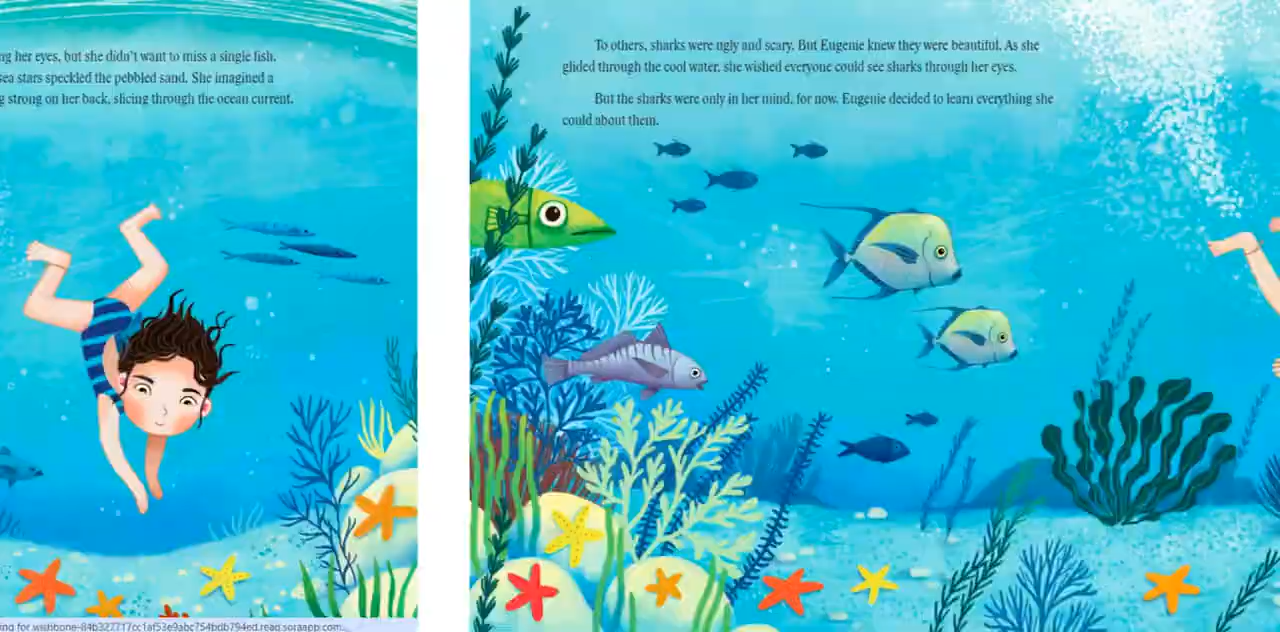 ng her eyes, but she didn't want to miss a single fish.
sea stars speckled the pebbled sand. She imagined a
g strong on her back, slicing through the ocean current.
To others, sharks were ugly and scary. But Eugenie knew they were beautiful. As she
glided through the cool water, she wished everyone could see sharks through her eyes.
But the sharks were only in her mind, for now. Eugenie decided to learn everything she
could about them.